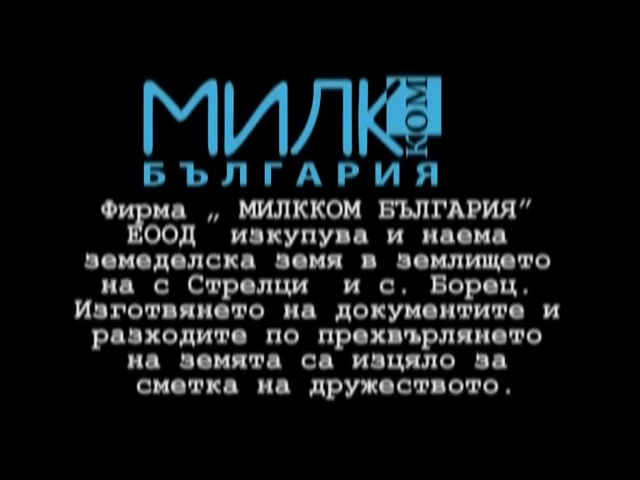 МИЛК КОМ
БЪЛГАРИЯ
Фирма „ МИЛККОМ БЪЛГАРИЯ”
ЕООД изкупува и наема
земеделска земя в землището
на с Стрелци и с. Борец.
Изготвянето на документите и
разходите по прехвърлянето
на земята са изцяло за
сметка на дружеството.